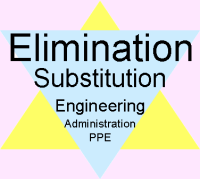 Elimination
Substitution
Engineering
Administration
PPE